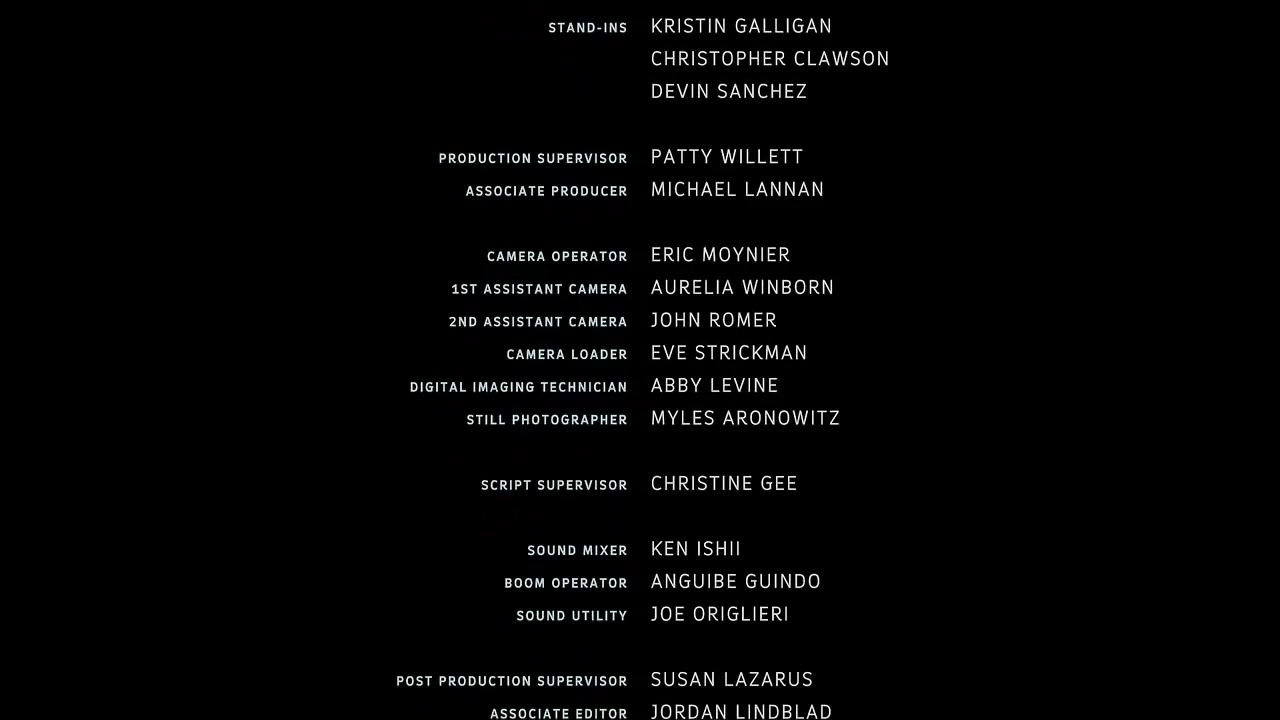 STAND-INS KRISTIN GALLIGAN
CHRISTOPHER CLAWSON
DEVIN SANCHEZ
PRODUCTION SUPERVISOR PATTY WILLETT
ASSOCIATE PRODUCER MICHAEL LANNAN
CAMERA OPERATOR ERIC MOYNIER
1ST ASSISTANT CAMERA AURELIA WINBORN
2ND ASSISTANT CAMERA JOHN ROMER
CAMERA LOADER EVE STRICKMAN
DIGITAL IMAGING TECHNICIAN ABBY LEVINE
STILL PHOTOGRAPHER MYLES ARONOWITZ
SCRIPT SUPERVISOR CHRISTINE GEE
SOUND MIXER KEN ISHII
BOOM OPERATOR ANGUIBE GUINDO
SOUND UTILITY JOE ORIGLIERI
POST PRODUCTION SUPERVISOR SUSAN LAZARUS
ASSOCIATE EDITOR JORDAN LINDBLAD